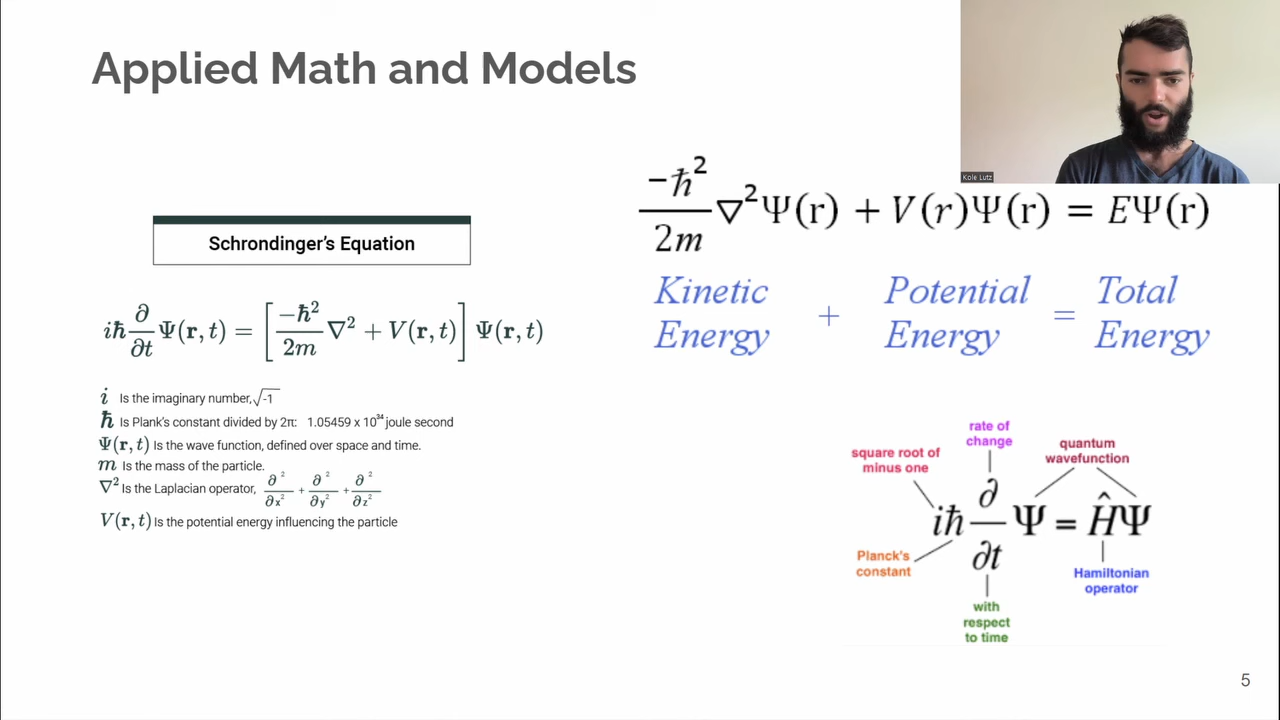 Applied Math and Models
Kole Lutz
Schrondinger's Equation
iħ ∂/∂t Ψ(r, t) = [ −ħ²/2m ∇² + V(r, t) ] Ψ(r, t)
i Is the imaginary number,√-1
ħ Is Plank's constant divided by 2π: 1.05459 x 10³⁴ joule second
Ψ(r, t) Is the wave function, defined over space and time.
m Is the mass of the particle.
∇² Is the Laplacian operator, ∂²/∂x² + ∂²/∂y² + ∂²/∂z²
V(r, t) Is the potential energy influencing the particle
−ħ²/2m ∇²Ψ(r) + V(r)Ψ(r) = EΨ(r)
Kinetic Energy + Potential Energy = Total Energy
rate of
change
square root of
minus one
quantum
wavefunction
iħ ∂/∂t Ψ = ĤΨ
Planck's
constant
Hamiltonian
operator
with
respect
to time
5